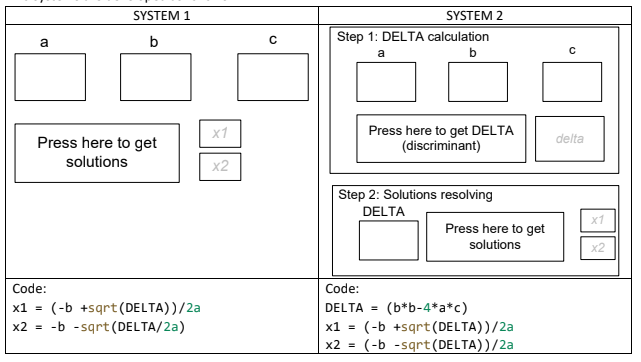 SYSTEM 1
a b c
Press here to get
solutions
x1
x2
Code:
x1 = (-b +sqrt(DELTA))/2a
x2 = -b -sqrt(DELTA/2a)
SYSTEM 2
Step 1: DELTA calculation
a b c
Press here to get DELTA
(discriminant)
delta
Step 2: Solutions resolving
DELTA
Press here to get
solutions
x1
x2
Code:
DELTA = (b*b-4*a*c)
x1 = (-b +sqrt(DELTA))/2a
x2 = (-b -sqrt(DELTA))/2a